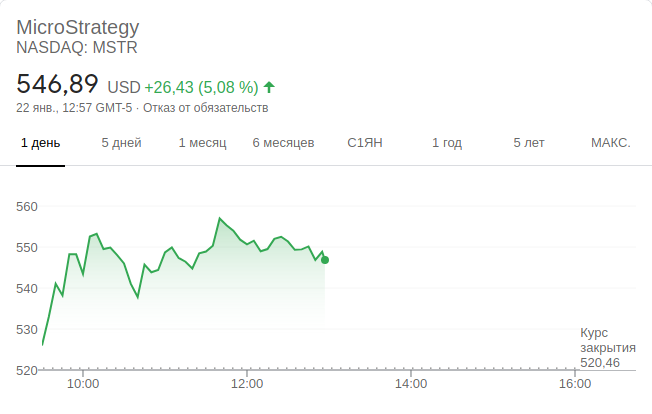 MicroStrategy
NASDAQ: MSTR
546,89 USD +26,43 (5,08 %)
22 янв., 12:57 GMT-5 · Отказ от обязательств
1 день 5 дней 1 месяц 6 месяцев С1ЯН 1 год 5 лет МАКС.
560
550
540
530
Курс
закрытия
520,46
520
10:00 12:00 14:00 16:00